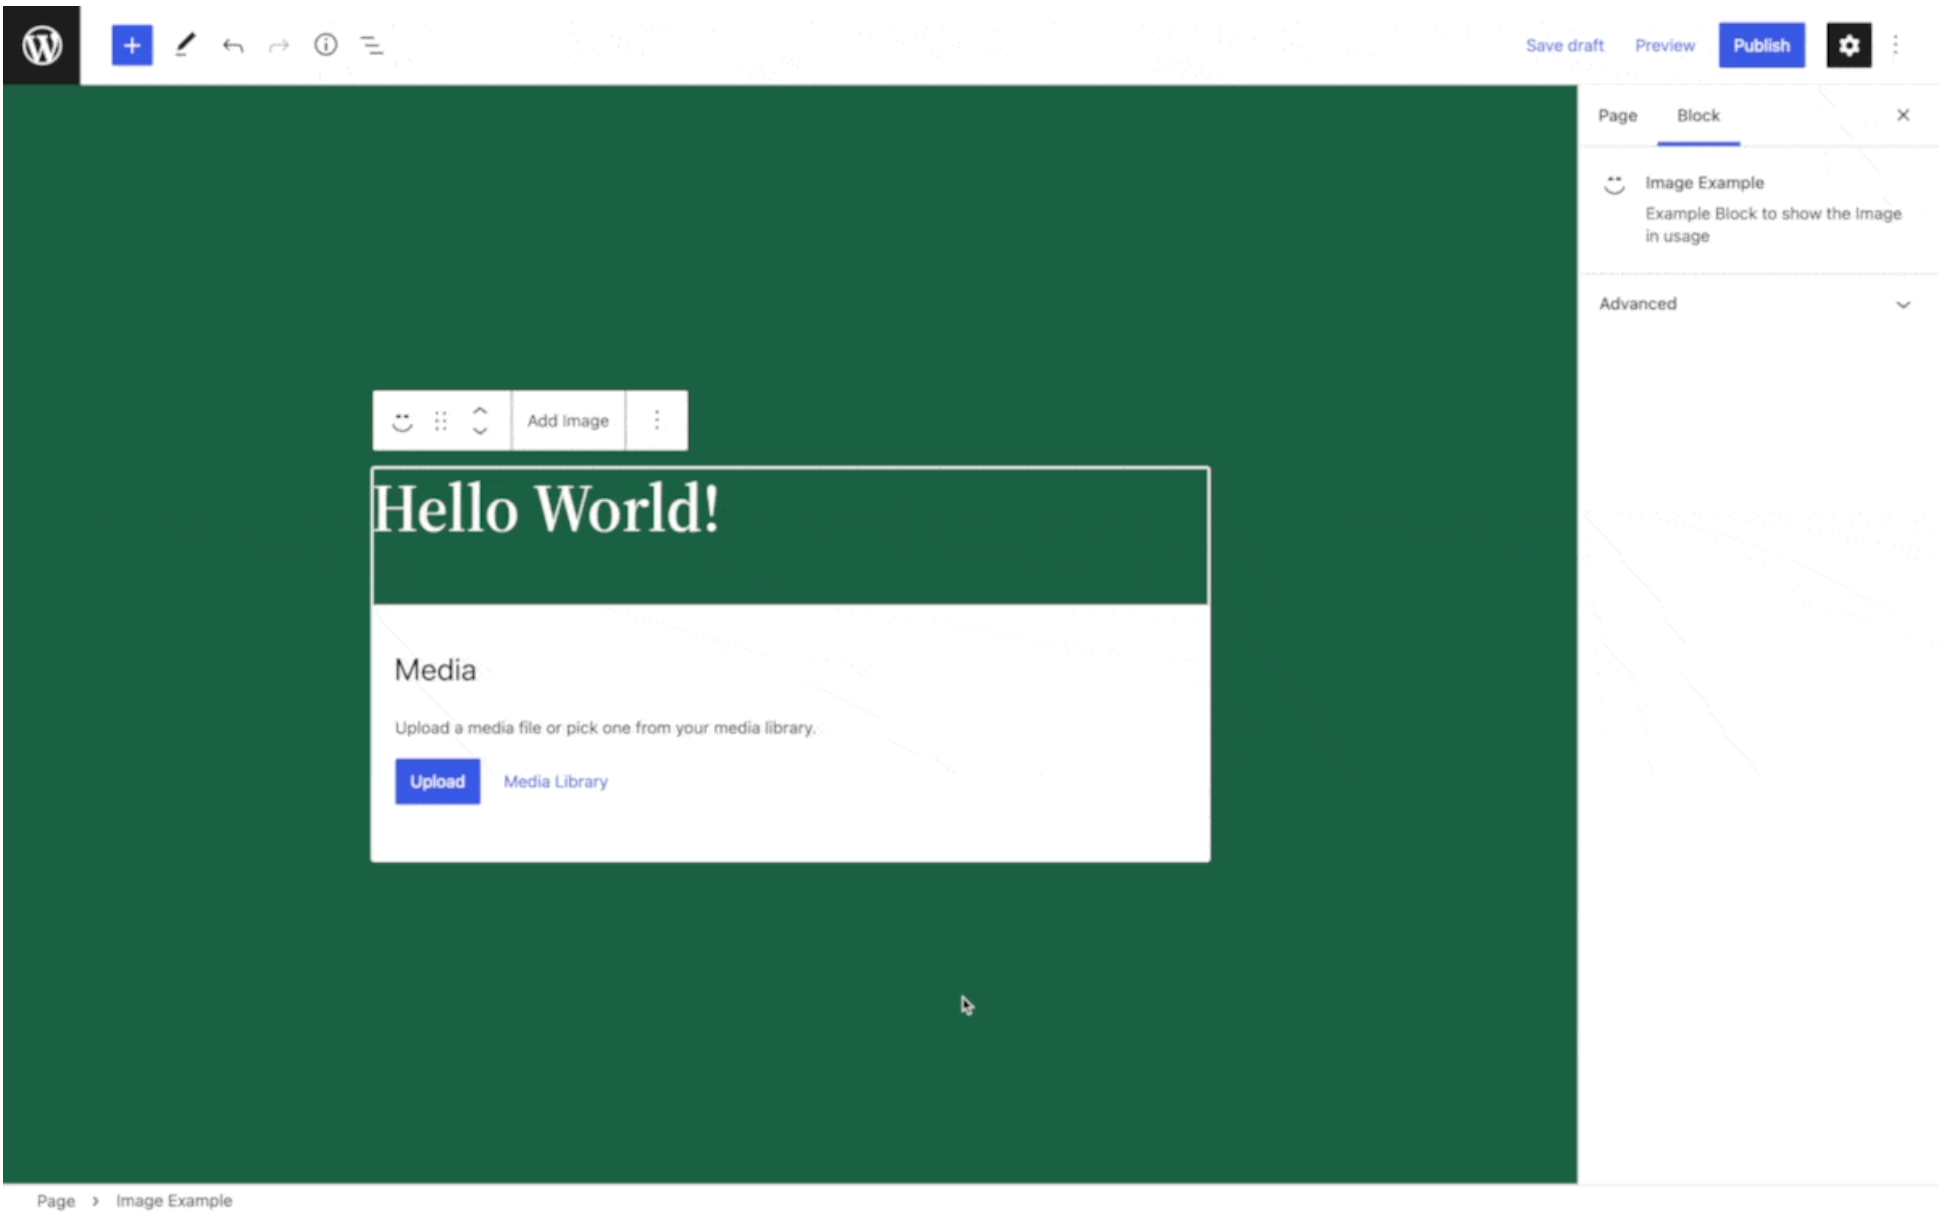 Save draft Preview Publish
Page Block
Image Example
Example Block to show the Image
in usage
Advanced
Add Image
Hello World!
Media
Upload a media file or pick one from your media library.
Upload Media Library
Page › Image Example